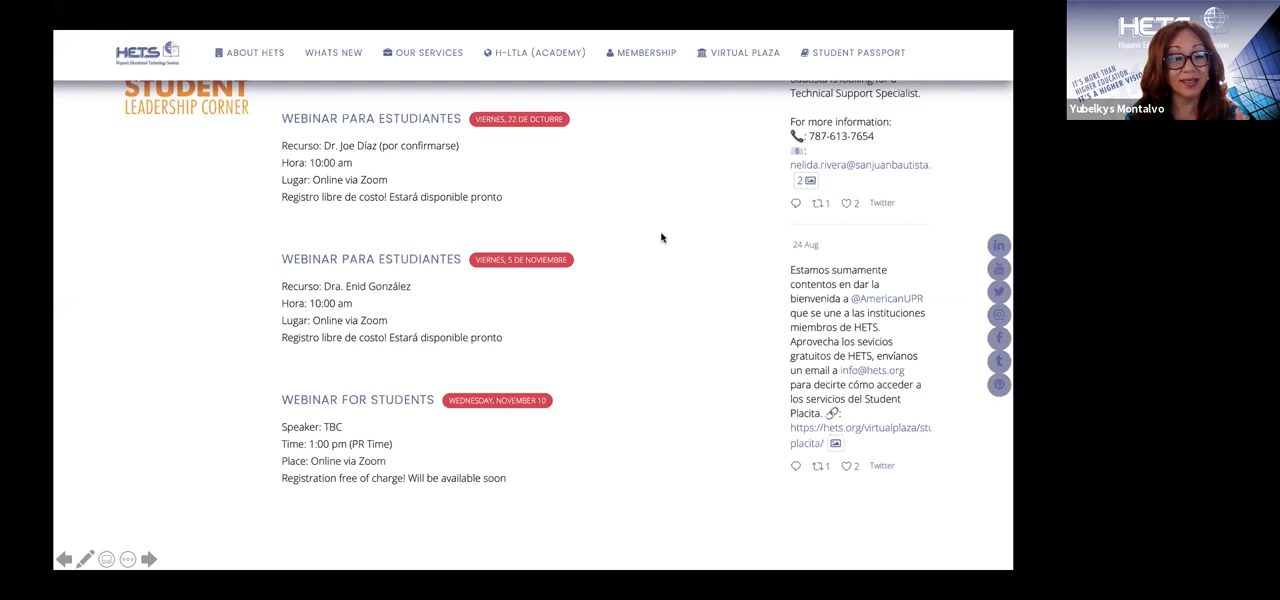 HETS
ABOUT HETS
WHATS NEW
OUR SERVICES
H-LTLA (ACADEMY)
MEMBERSHIP
VIRTUAL PLAZA
STUDENT PASSPORT
STUDENT
LEADERSHIP CORNER
WEBINAR PARA ESTUDIANTES
VIERNES, 22 DE OCTUBRE
Recurso: Dr. Joe Díaz (por confirmarse)
Hora: 10:00 am
Lugar: Online via Zoom
Registro libre de costo! Estará disponible pronto
WEBINAR PARA ESTUDIANTES
VIERNES, 5 DE NOVIEMBRE
Recurso: Dra. Enid González
Hora: 10:00 am
Lugar: Online via Zoom
Registro libre de costo! Estará disponible pronto
WEBINAR FOR STUDENTS
WEDNESDAY, NOVEMBER 10
Speaker: TBC
Time: 1:00 pm (PR Time)
Place: Online via Zoom
Registration free of charge! Will be available soon
Bautista is looking for a
Technical Support Specialist.
For more information:
: 787-613-7654
:
nelida.rivera@sanjuanbautista.
2
1
2
Twitter
24 Aug
Estamos sumamente
contentos en dar la
bienvenida a @AmericanUPR
que se une a las instituciones
miembros de HETS.
Aprovecha los sevicios
gratuitos de HETS, envíanos
un email a info@hets.org
para decirte cómo acceder a
los servicios del Student
Placita. :
https://hets.org/virtualplaza/stu
placita/
1
2
Twitter
HETS
IT'S MORE THAN
HIGHER EDUCATION...
IT'S A HIGHER VISIO
Yubelkys Montalvo